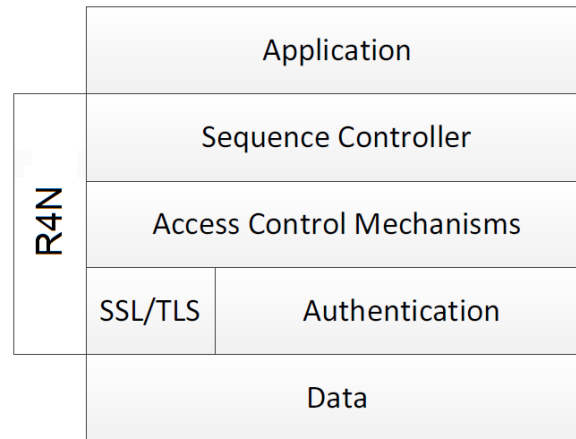 Application
Sequence Controller
R4N
Access Control Mechanisms
SSL/TLS
Authentication
Data